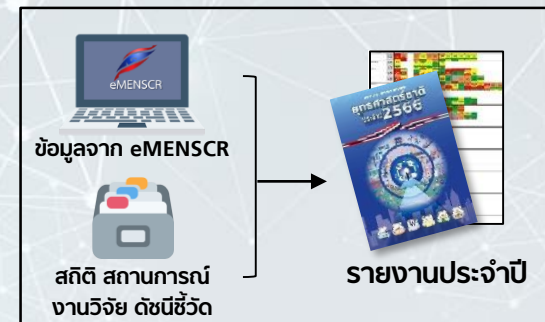 eMENSCR
ข้อมูลจาก eMENSCR
สถิติ สถานการณ์
งานวิจัย ดัชนีชี้วัด
ยุทธศาสตร์ชาติ
2566
รายงานประจำปี